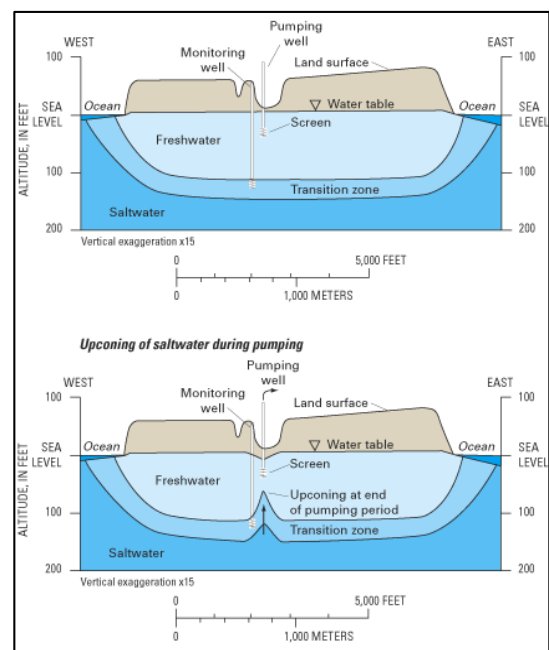 Pumping
well
WEST
EAST
Monitoring
well
Land surface
100
100
Ocean
Water table
Ocean
SEA
LEVEL
SEA
LEVEL
Screen
Freshwater
ALTITUDE, IN FEET
100
100
Transition zone
Saltwater
200
200
Vertical exaggeration x15
0
5,000 FEET
0
1,000 METERS
Upconing of saltwater during pumping
Pumping
well
WEST
EAST
Monitoring
well
Land surface
100
100
Ocean
Water table
Ocean
SEA
LEVEL
SEA
LEVEL
Screen
Freshwater
Upconing at end
of pumping period
ALTITUDE, IN FEET
100
100
Transition zone
Saltwater
200
200
Vertical exaggeration x15
0
5,000 FEET
0
1,000 METERS